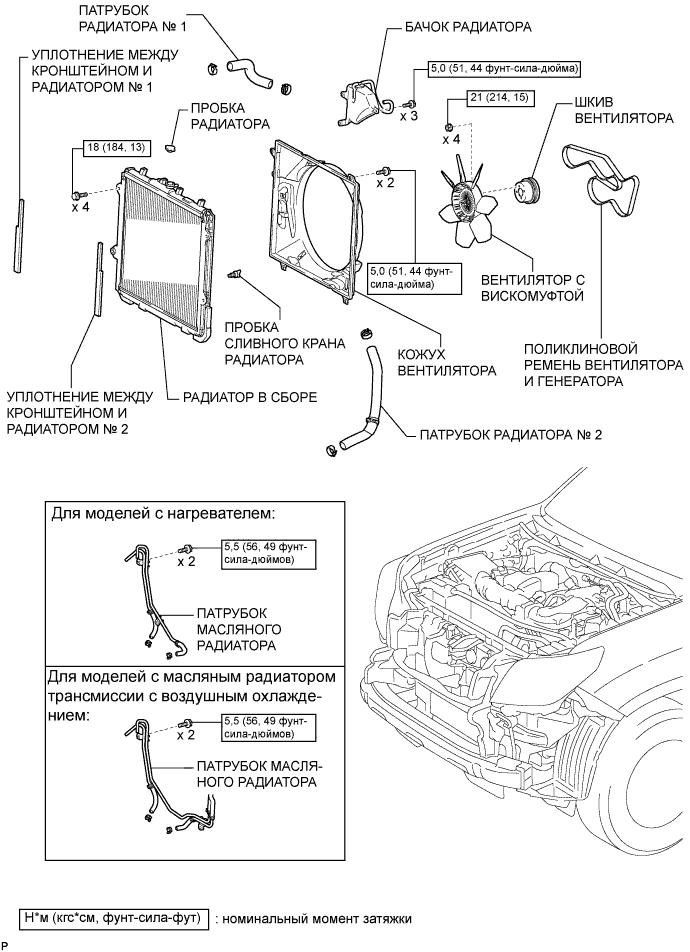 ПАТРУБОК
РАДИАТОРА № 1
БАЧОК РАДИАТОРА
УПЛОТНЕНИЕ МЕЖДУ
КРОНШТЕЙНОМ И
РАДИАТОРОМ № 1
5,0 (51, 44 фунт-сила-дюйма)
x 3
21 (214, 15)
x 4
ШКИВ
ВЕНТИЛЯТОРА
ПРОБКА
РАДИАТОРА
18 (184, 13)
x 4
x 2
5,0 (51, 44 фунт-
сила-дюйма)
ВЕНТИЛЯТОР С
ВИСКОМУФТОЙ
ПРОБКА
СЛИВНОГО КРАНА
РАДИАТОРА
КОЖУХ
ВЕНТИЛЯТОРА
ПОЛИКЛИНОВОЙ
РЕМЕНЬ ВЕНТИЛЯТОРА
И ГЕНЕРАТОРА
УПЛОТНЕНИЕ МЕЖДУ
КРОНШТЕЙНОМ И
РАДИАТОРОМ № 2
РАДИАТОР В СБОРЕ
ПАТРУБОК РАДИАТОРА № 2
Для моделей с нагревателем:
5,5 (56, 49 фунт-
сила-дюймов)
x 2
ПАТРУБОК
МАСЛЯНОГО
РАДИАТОРА
Для моделей с масляным радиатором
трансмиссии с воздушным охлажде-
нием:
5,5 (56, 49 фунт-
сила-дюймов)
x 2
ПАТРУБОК МАСЛЯ-
НОГО РАДИАТОРА
Н*м (кгс*см, фунт-сила-фут) : номинальный момент затяжки
P